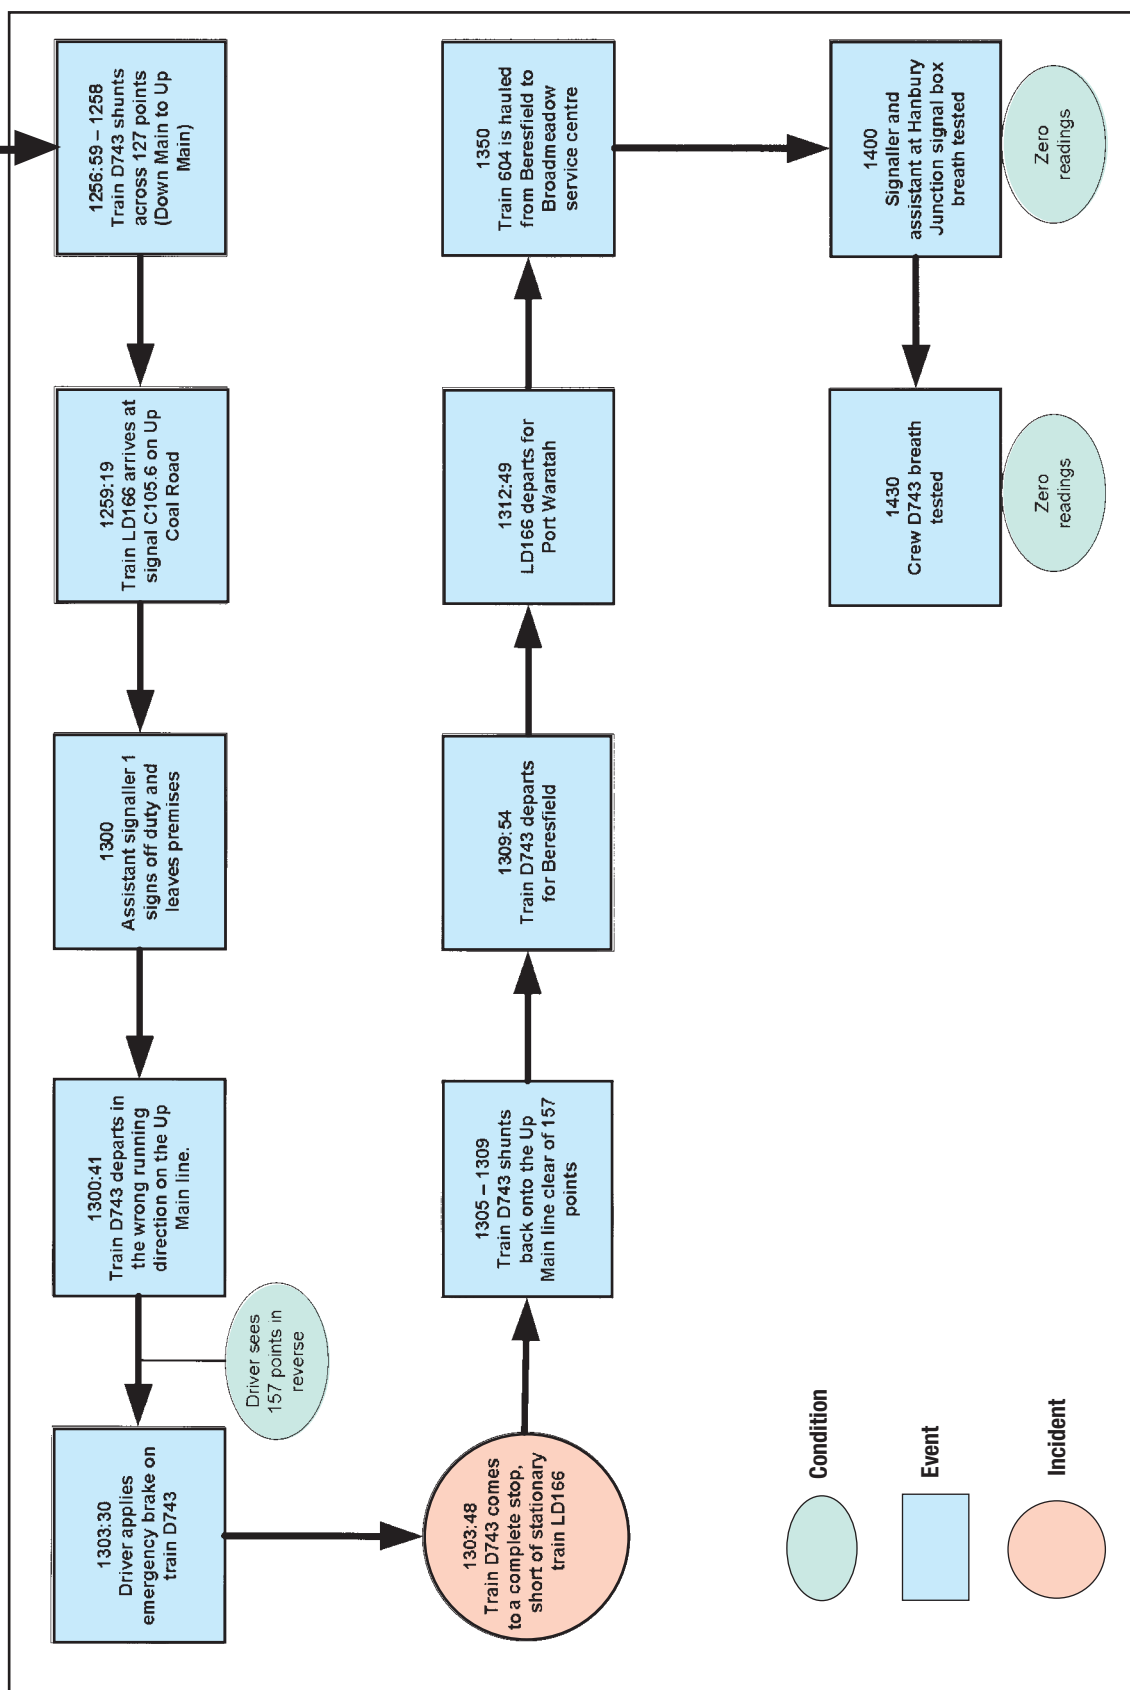 1256:59 – 1258
Train D743 shunts
across 127 points
(Down Main to Up
Main)
1259:19
Train LD166 arrives at
signal C105.6 on Up
Coal Road
1300
Assistant signaller 1
signs off duty and
leaves premises
1300:41
Train D743 departs in
the wrong running
direction on the Up
Main line.
Driver sees
157 points in
reverse
1303:30
Driver applies
emergency brake on
train D743
1303:48
Train D743 comes
to a complete stop,
short of stationary
train LD166
1305 – 1309
Train D743 shunts
back onto the Up
Main line clear of 157
points
1309:54
Train D743 departs
for Beresfield
1312:49
LD166 departs for
Port Waratah
1350
Train 604 is hauled
from Beresfield to
Broadmeadow
service centre
1400
Signaller and
assistant at Hanbury
Junction signal box
breath tested
Zero
readings
1430
Crew D743 breath
tested
Zero
readings
Condition
Event
Incident